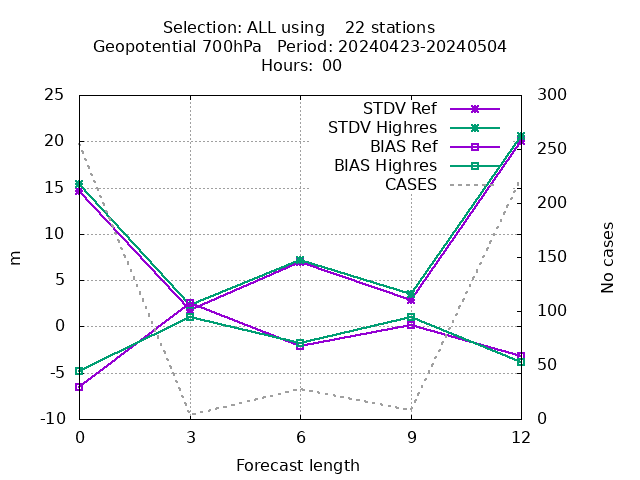 Selection: ALL using    22 stations
Geopotential 700hPa   Period: 20240423-20240504
Hours: 00
STDV Ref
STDV Highres
BIAS Ref
BIAS Highres
CASES
25
20
15
10
5
0
-5
-10
m
300
250
200
150
100
50
0
No cases
0 3 6 9 12
Forecast length